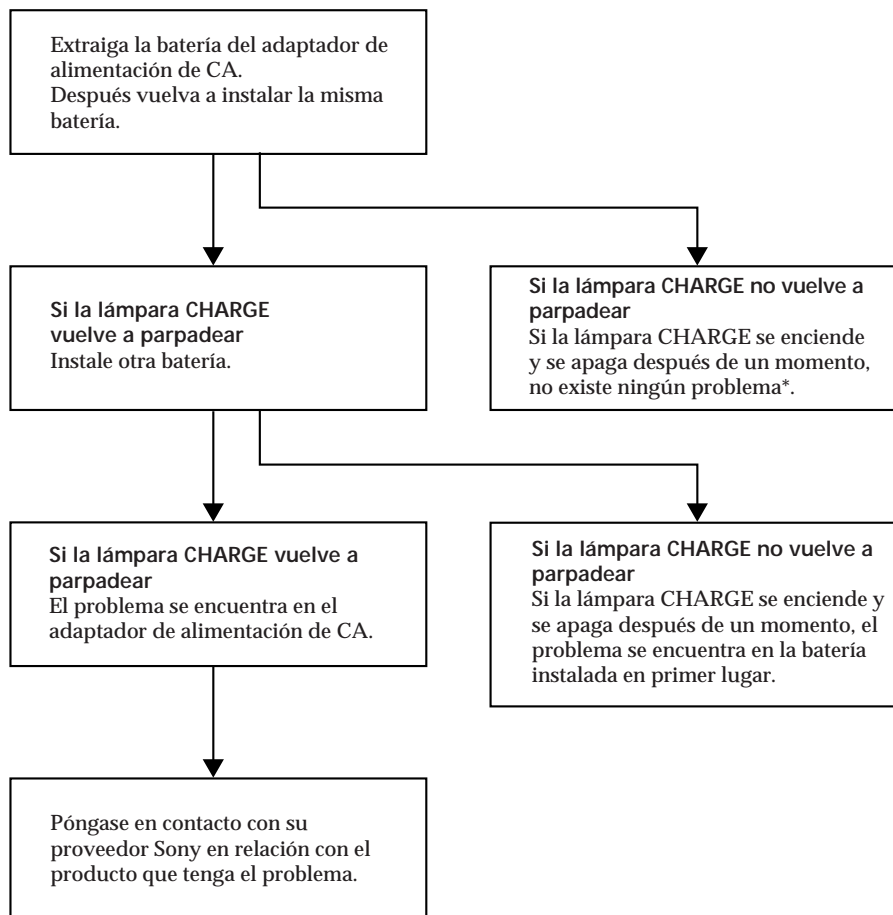 Extraiga la batería del adaptador de
alimentación de CA.
Después vuelva a instalar la misma
batería.
Si la lámpara CHARGE
vuelve a parpadear
Instale otra batería.
Si la lámpara CHARGE no vuelve a
parpadear
Si la lámpara CHARGE se enciende
y se apaga después de un momento,
no existe ningún problema*.
Si la lámpara CHARGE vuelve a
parpadear
El problema se encuentra en el
adaptador de alimentación de CA.
Si la lámpara CHARGE no vuelve a
parpadear
Si la lámpara CHARGE se enciende y
se apaga después de un momento, el
problema se encuentra en la batería
instalada en primer lugar.
Póngase en contacto con su
proveedor Sony en relación con el
producto que tenga el problema.